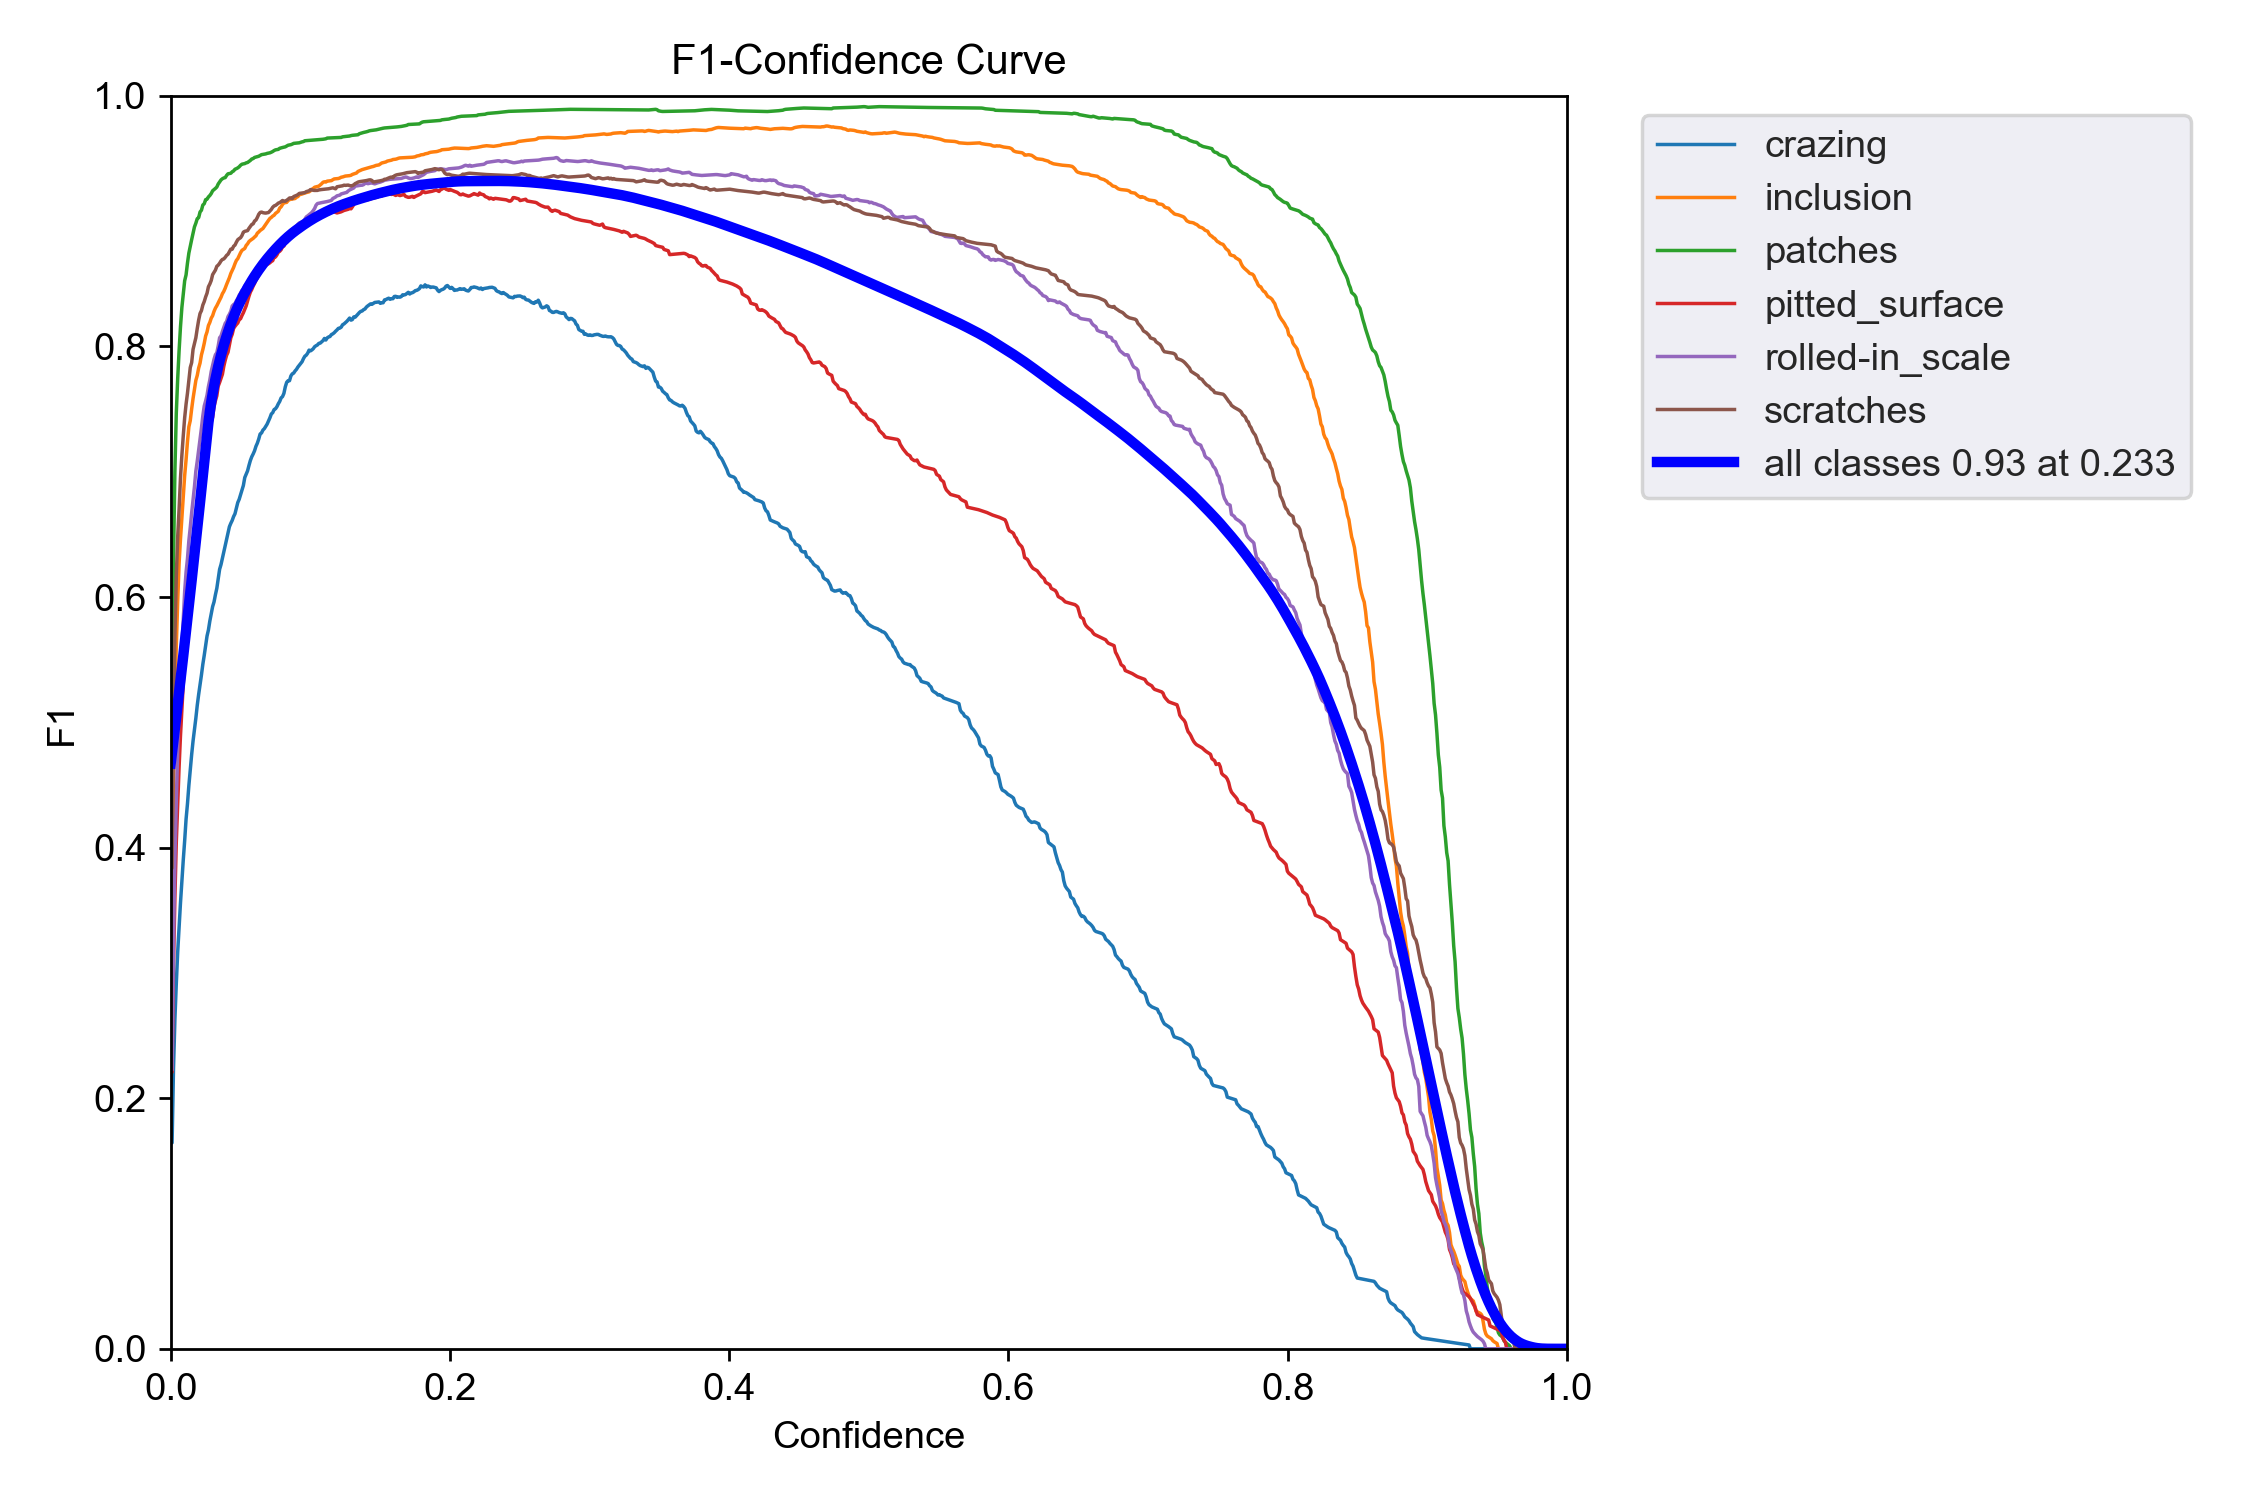 F1-Confidence Curve
1.0
0.8
0.6
0.4
0.2
0.0
F1
0.0 0.2 0.4 0.6 0.8 1.0
Confidence
crazing
inclusion
patches
pitted_surface
rolled-in_scale
scratches
all classes 0.93 at 0.233